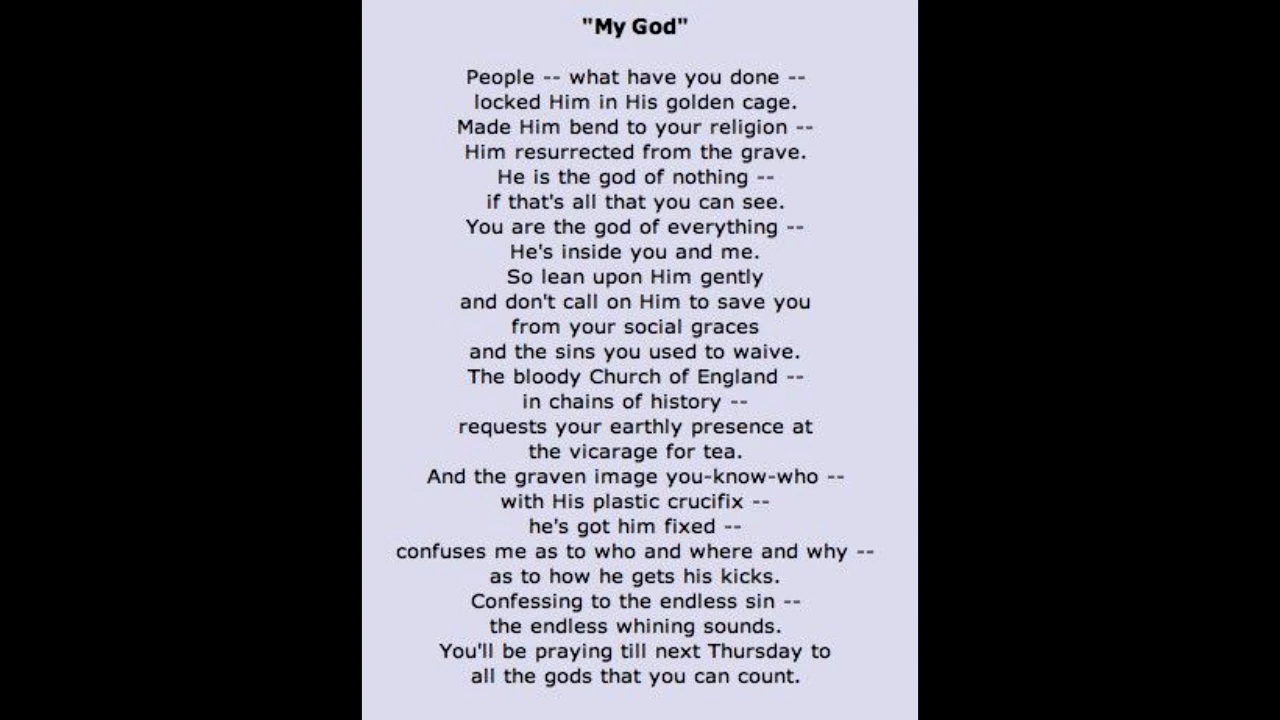 "My God"
People -- what have you done --
locked Him in His golden cage.
Made Him bend to your religion --
Him resurrected from the grave.
He is the god of nothing --
if that's all that you can see.
You are the god of everything --
He's inside you and me.
So lean upon Him gently
and don't call on Him to save you
from your social graces
and the sins you used to waive.
The bloody Church of England --
in chains of history --
requests your earthly presence at
the vicarage for tea.
And the graven image you-know-who --
with His plastic crucifix --
he's got him fixed --
confuses me as to who and where and why --
as to how he gets his kicks.
Confessing to the endless sin --
the endless whining sounds.
You'll be praying till next Thursday to
all the gods that you can count.